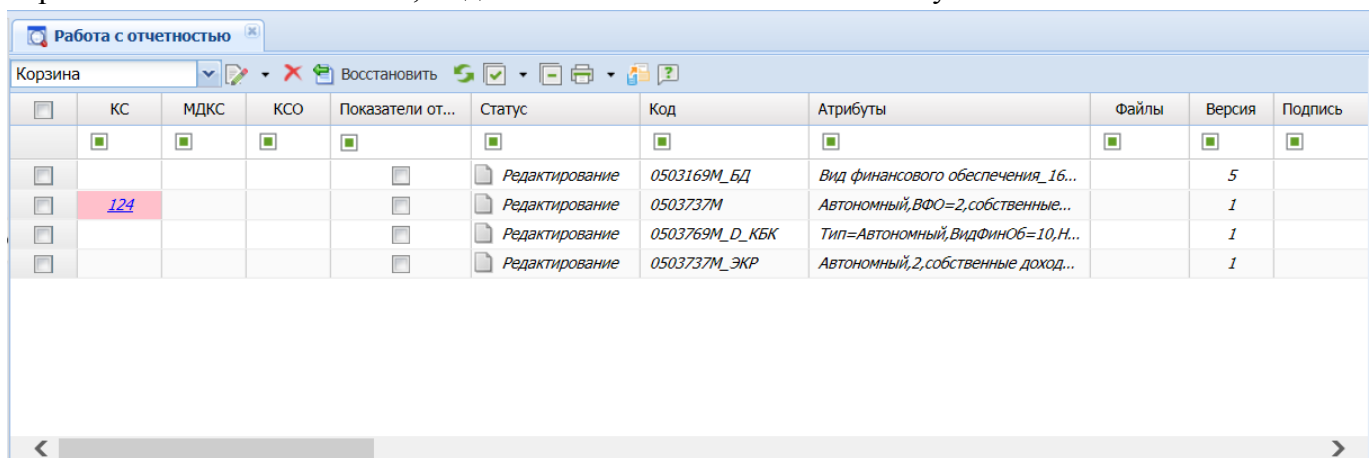 Работа с отчетностью
Корзина Восстановить
КС МДКС КСО Показатели от... Статус Код Атрибуты Файлы Версия Подпись
Редактирование 0503169М_БД Вид финансового обеспечения_16... 5
124 Редактирование 0503737М Автономный,ВФО=2,собственные... 1
Редактирование 0503769М_D_КБК Тип=Автономный,ВидФинОб=10,Н... 1
Редактирование 0503737М_ЭКР Автономный,2,собственные доход... 1